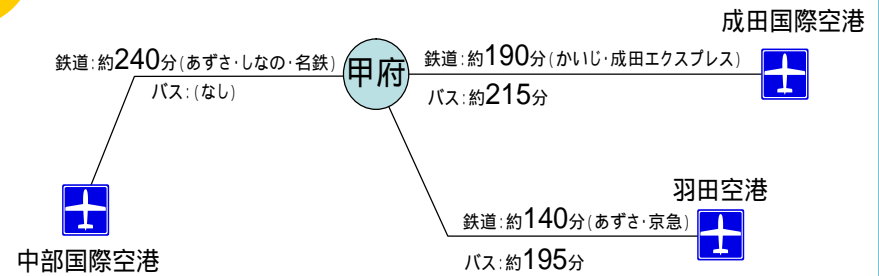 成田国際空港
鉄道:約240分(あずさ・しなの・名鉄)
バス:(なし)
甲府
鉄道:約190分(かいじ・成田エクスプレス)
バス:約215分
羽田空港
鉄道:約140分(あずさ・京急)
バス:約195分
中部国際空港